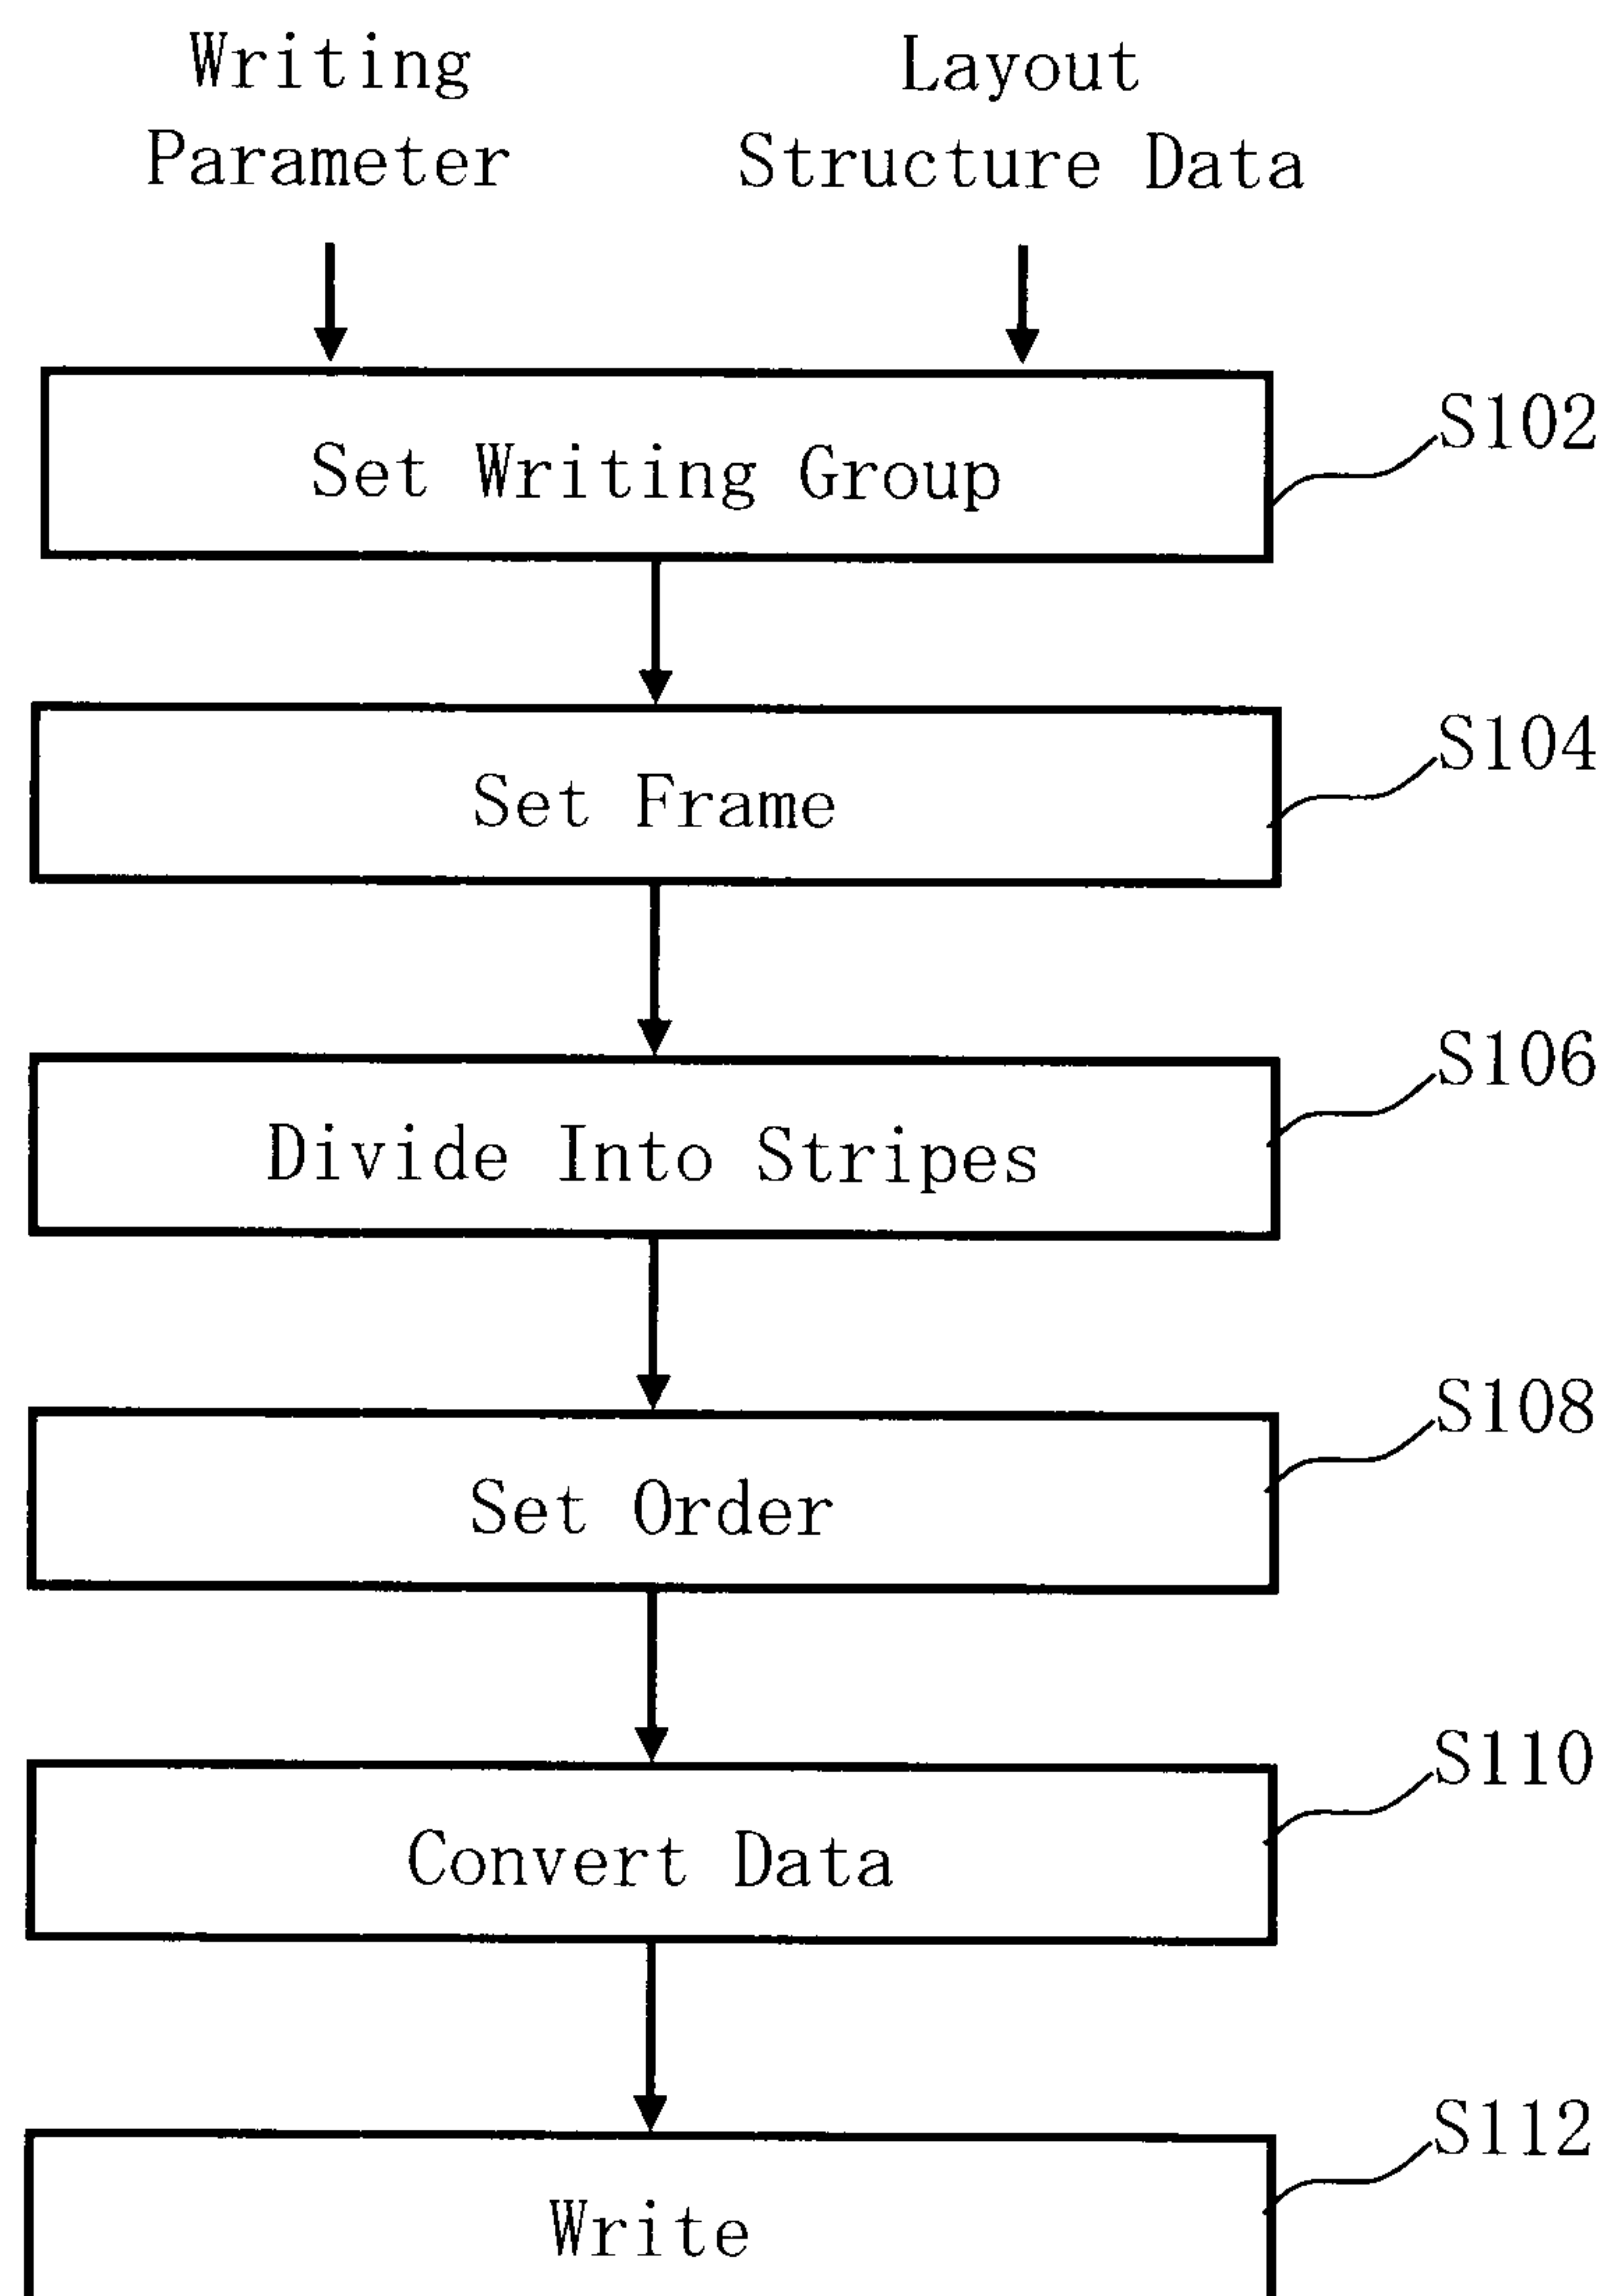 Writing
Parameter
Layout
Structure Data
Set Writing Group
S102
Set Frame
S104
Divide Into Stripes
S106
Set Order
S108
Convert Data
S110
Write
S112